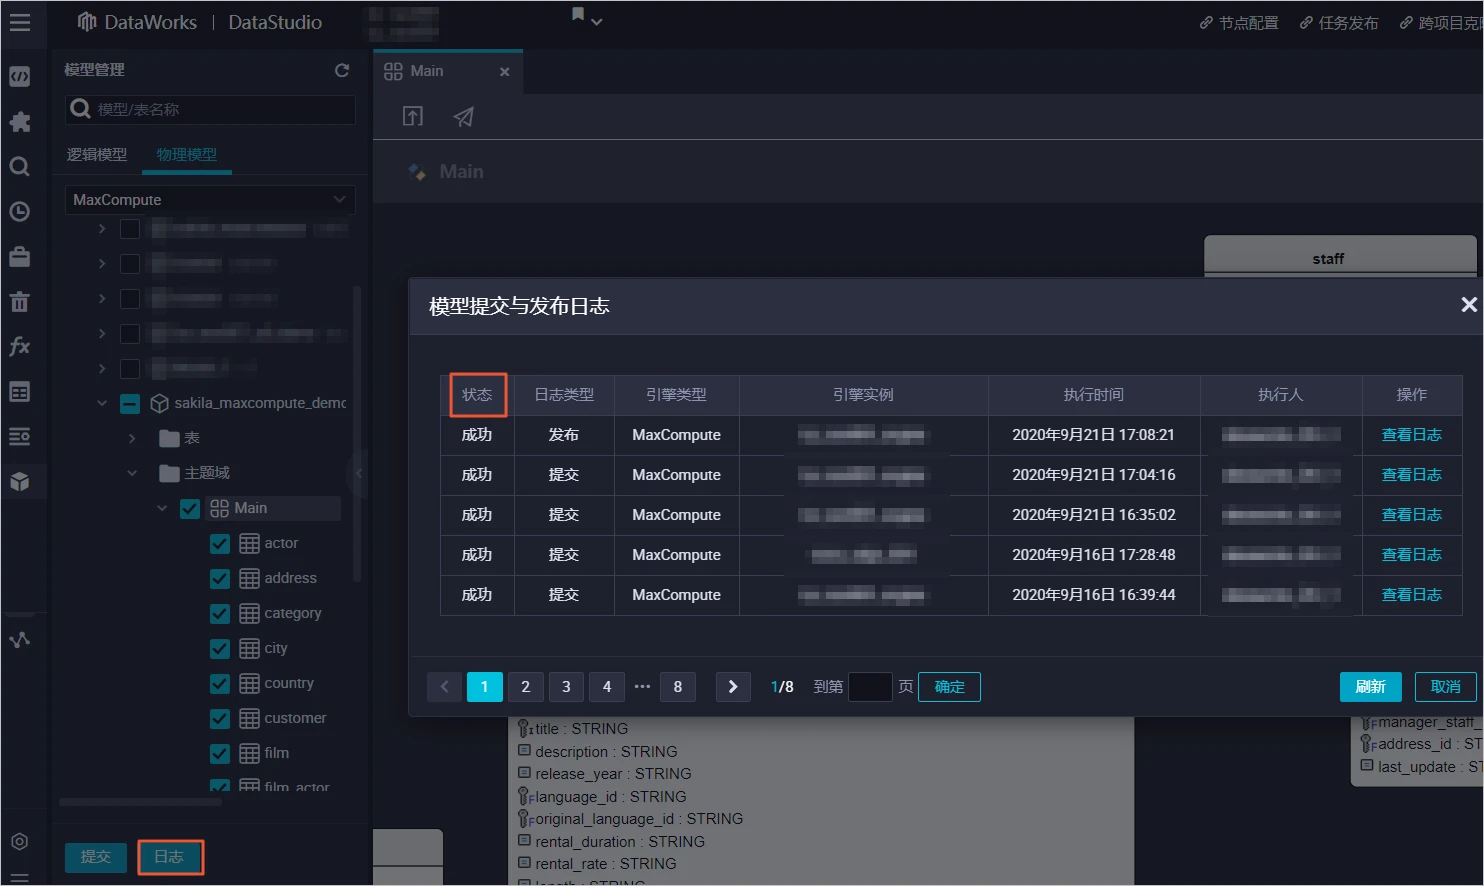 DataWorks | DataStudio
节点配置 任务发布
模型管理
Main
模型/表名称
逻辑模型 物理模型
Main
MaxCompute
sakila_maxcompute_demo
表
主题域
Main
actor
address
category
city
country
customer
film
film_actor
提交 日志
staff
模型提交与发布日志
状态 日志类型 引擎类型 引擎实例 执行时间 执行人 操作
成功 发布 MaxCompute 2020年9月21日 17:08:21 查看日志
成功 提交 MaxCompute 2020年9月21日 17:04:16 查看日志
成功 提交 MaxCompute 2020年9月21日 16:35:02 查看日志
成功 提交 MaxCompute 2020年9月16日 17:28:48 查看日志
成功 提交 MaxCompute 2020年9月16日 16:39:44 查看日志
1 2 3 4 ••• 8 1/8 到第 页 确定 刷新 取消
title : STRING
description : STRING
release_year : STRING
language_id : STRING
original_language_id : STRING
rental_duration : STRING
rental_rate : STRING
length : STRING
manager_staff_
address_id : ST
last_update : ST